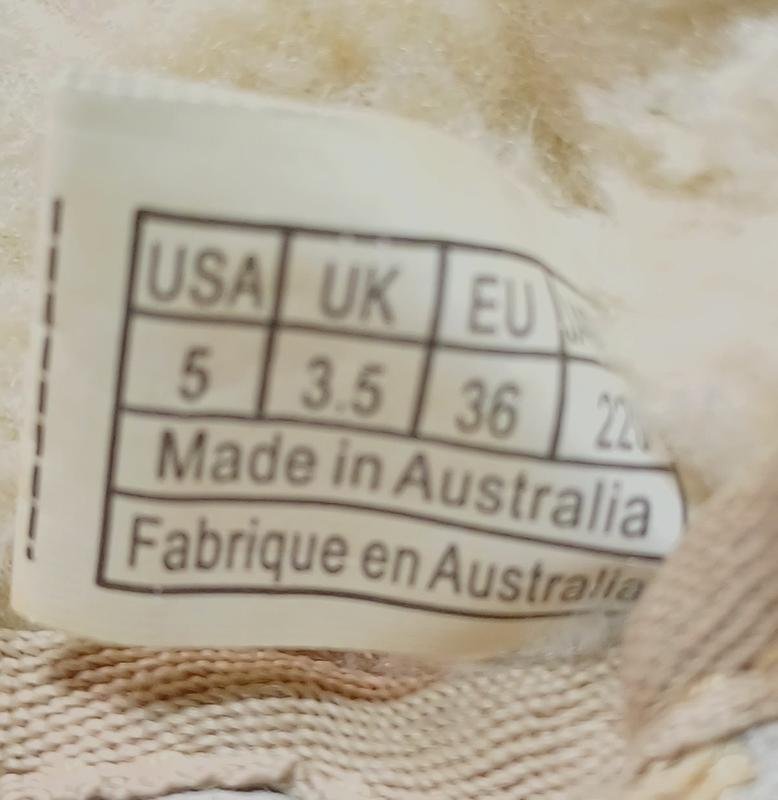 USA UK EU
5 3.5 36
Made in Australia
Fabrique en Australia